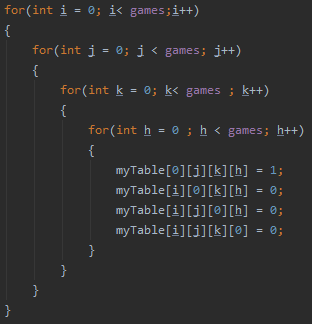 for(int i = 0; i< games;i++)
{
for(int j = 0; j < games; j++)
{
for(int k = 0; k< games ; k++)
{
for(int h = 0 ; h < games; h++)
{
myTable[0][j][k][h] = 1;
myTable[i][0][k][h] = 0;
myTable[i][j][0][h] = 0;
myTable[i][j][k][0] = 0;
}
}
}
}